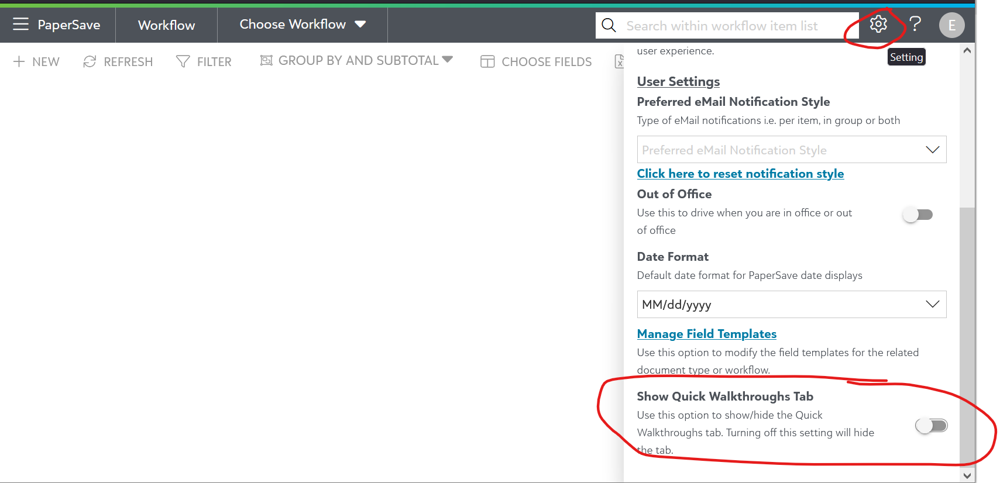 PaperSave
Workflow
Choose Workflow
Search within workflow item list
?
E
NEW
REFRESH
FILTER
GROUP BY AND SUBTOTAL
CHOOSE FIELDS
X
user experience.
Setting
User Settings
Preferred eMail Notification Style
Type of eMail notifications i.e. per item, in group or both
Preferred eMail Notification Style
Click here to reset notification style
Out of Office
Use this to drive when you are in office or out
of office
Date Format
Default date format for PaperSave date displays
MM/dd/yyyy
Manage Field Templates
Use this option to modify the field templates for the related
document type or workflow.
Show Quick Walkthroughs Tab
Use this option to show/hide the Quick
Walkthroughs tab. Turning off this setting will hide
the tab.